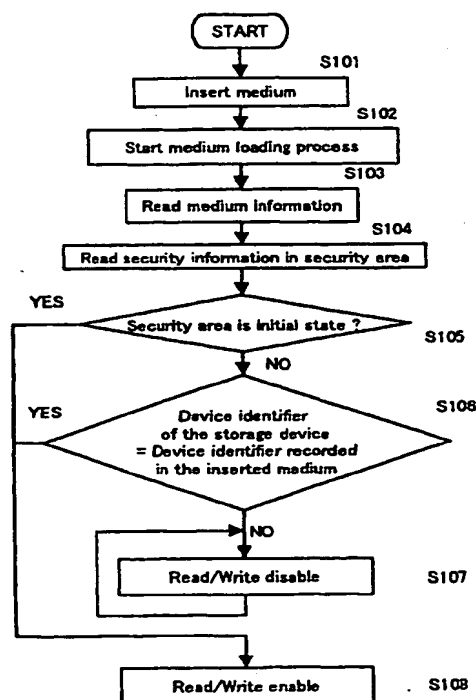 START
S101
Insert medium
S102
Start medium loading process
S103
Read medium information
S104
Read security information in security area
YES
Security area is initial state ?
S105
NO
YES
S106
Device identifier
of the storage device
= Device identifier recorded
in the inserted medium
NO
Read/Write disable
S107
Read/Write enable
S108